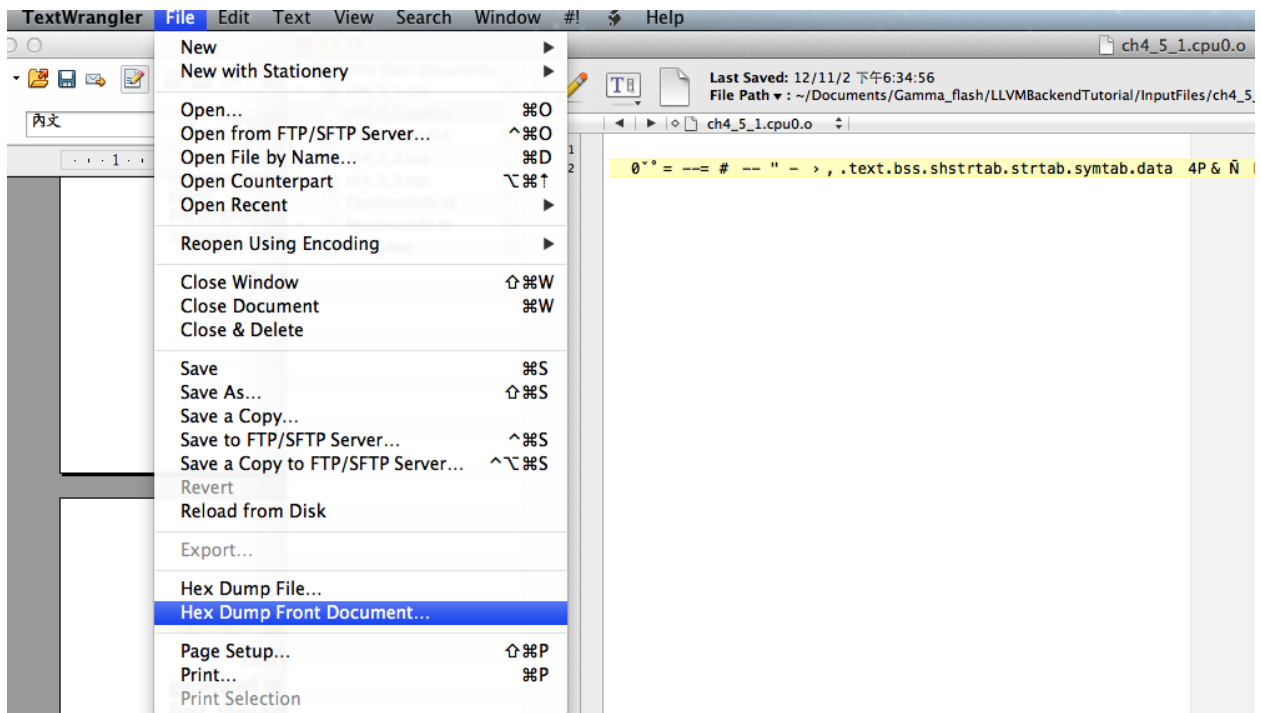 TextWrangler File Edit Text View Search Window #! Help
ch4_5_1.cpu0.o
Last Saved: 12/11/2 下午6:34:56
File Path ▾ : ~/Documents/Gamma_flash/LLVMBackendTutorial/InputFiles/ch4_5_
ch4_5_1.cpu0.o
內文
1
1
2
0ˇ˚= --= # -- " - › , .text.bss.shstrtab.strtab.symtab.data 4P & Ñ
New
New with Stationery
Open... ⌘O
Open from FTP/SFTP Server... ^⌘O
Open File by Name... ⌘D
Open Counterpart ⌥⌘↑
Open Recent
Reopen Using Encoding
Close Window ⇧⌘W
Close Document ⌘W
Close & Delete
Save ⌘S
Save As... ⇧⌘S
Save a Copy...
Save to FTP/SFTP Server... ^⌘S
Save a Copy to FTP/SFTP Server... ^⌥⌘S
Revert
Reload from Disk
Export...
Hex Dump File...
Hex Dump Front Document...
Page Setup... ⇧⌘P
Print... ⌘P
Print Selection